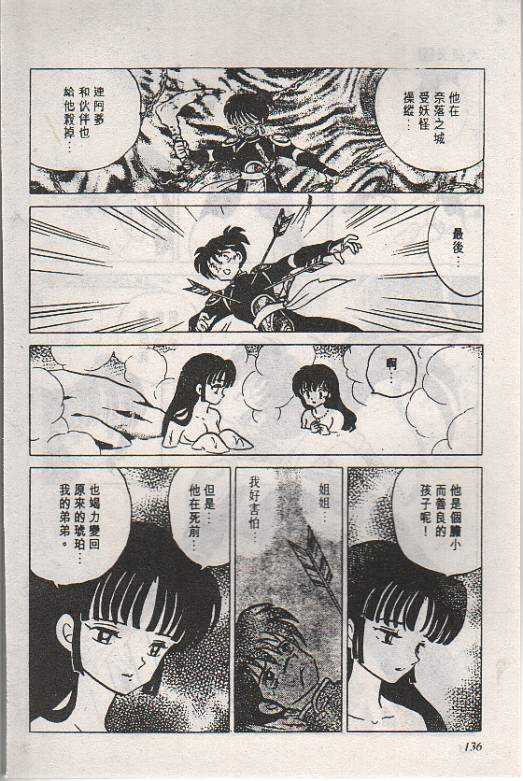 他在
奈落之城
受妖怪
操縱…
連阿爹
和伙伴也
給他殺掉…
最後…
啊…
他是個膽小
而善良的
孩子呢！
姐姐…
我好害怕…
但是…
他在死前…
也竭力變回
原來的琥珀…
我的弟弟。
136